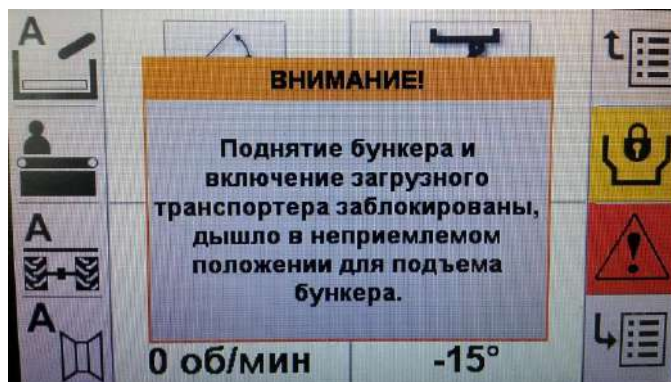 A
ВНИМАНИЕ!
Поднятие бункера и
включение загрузного
транспортера заблокированы,
дышло в неприемлемом
положении для подъема
бункера.
A
A
0 об/мин
-15°